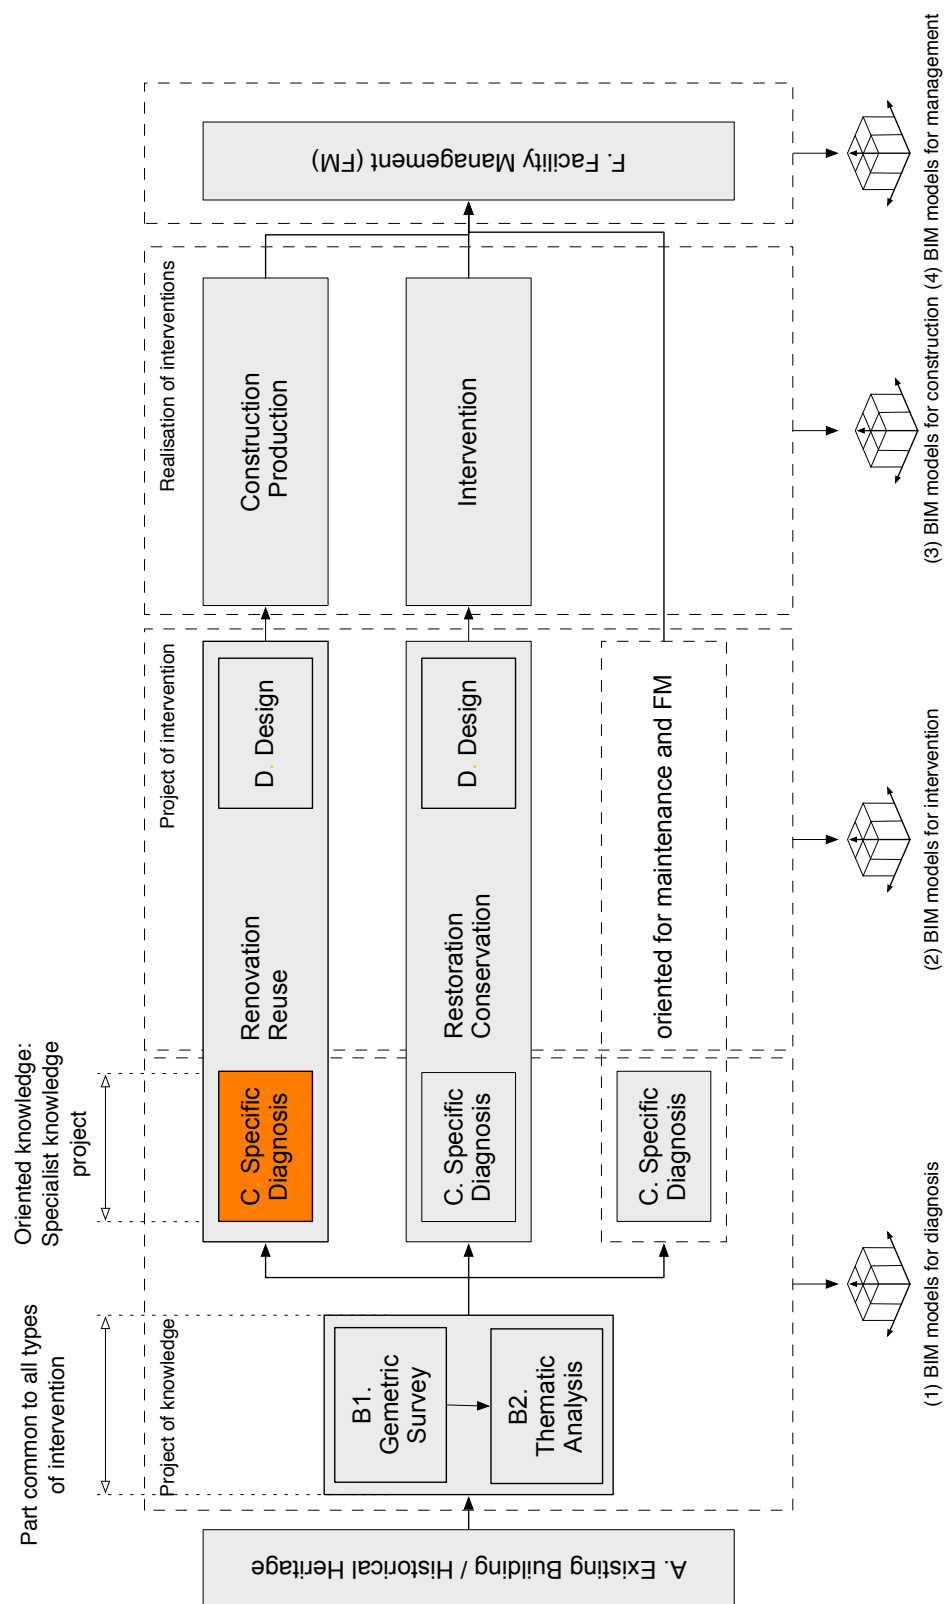 Part common to all types
of intervention
Oriented knowledge:
Specialist knowledge
project
Project of knowledge
Project of intervention
Realisation of interventions
A. Existing Building / Historical Heritage
B1.
Gemetric
Survey
B2.
Thematic
Analysis
C. Specific
Diagnosis
Renovation
Reuse
D. Design
Construction
Production
C. Specific
Diagnosis
Restoration
Conservation
D. Design
Intervention
C. Specific
Diagnosis
oriented for maintenance and FM
F. Facility Management (FM)
(1) BIM models for diagnosis
(2) BIM models for intervention
(3) BIM models for construction
(4) BIM models for management